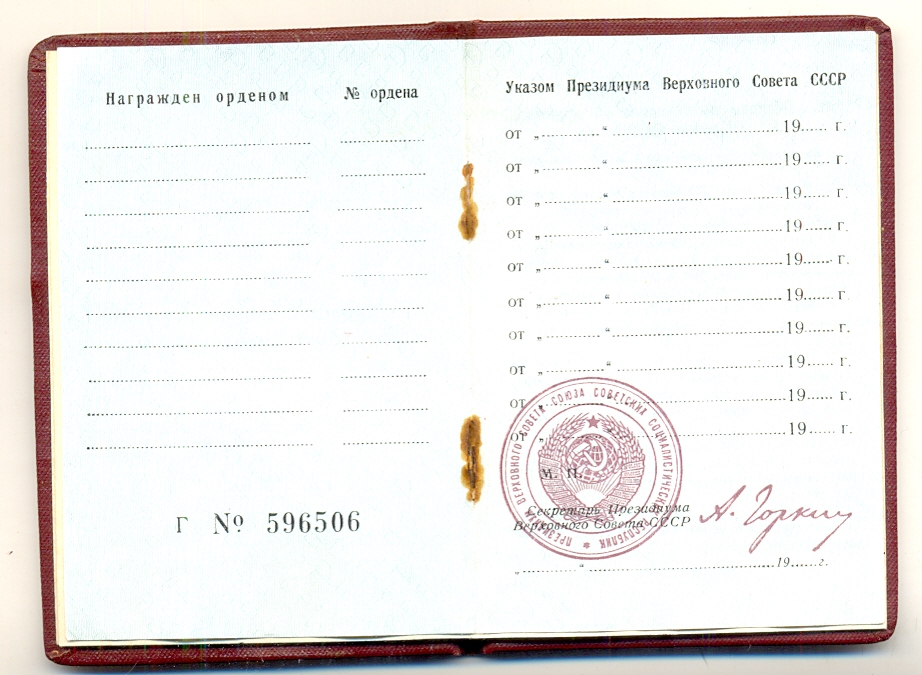 Награжден орденом № ордена
Г № 596506
Указом Президиума Верховного Совета СССР
от „ “ 19 г.
от „ “ 19 г.
от „ “ 19 г.
от „ “ 19 г.
от „ “ 19 г.
от „ “ 19 г.
от „ “ 19 г.
от „ “ 19 г.
от „ “ 19 г.
от „ “ 19 г.
ПРЕЗИДИУМ ВЕРХОВНОГО СОВЕТА СОЮЗА СОВЕТСКИХ СОЦИАЛИСТИЧЕСКИХ РЕСПУБЛИК
М. П.
Секретарь Президиума
Верховного Совета СССР
А. Горкин
„ “ 19 г.